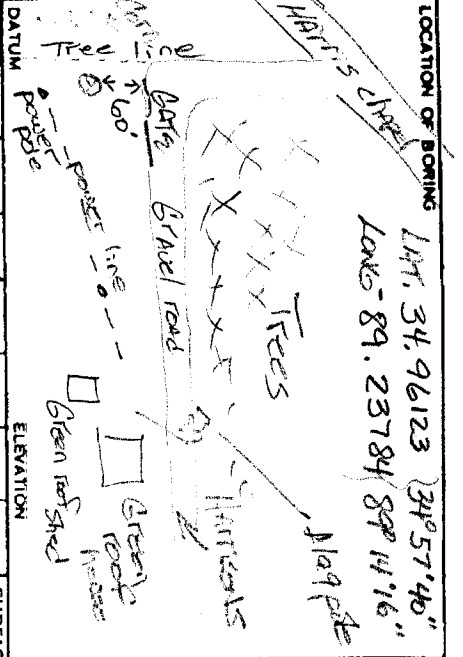 LOCATION OF BORING
LAT. 34.96123 (34° 57' 40"
LONG -89.23784 89° 14' 16"
HARRIS CHAPEL
Tree line
60'
GATE
Gravel road
Trees
flag pole
power line
power pole
Green roof shed
Green roof house
DATUM
ELEVATION